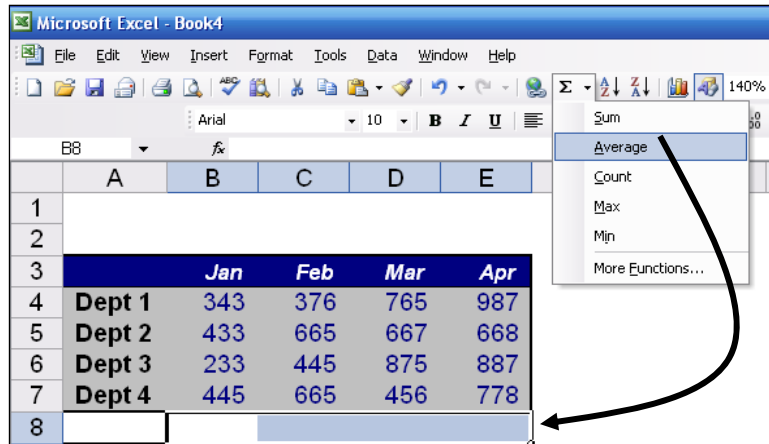 Microsoft Excel - Book4
File Edit View Insert Format Tools Data Window Help
ABC Σ A Z Z A 140%
Arial 10 B I U
Sum
B8 fx
Average
A B C D E
Count
1
Max
2
Min
3 Jan Feb Mar Apr
More Functions...
4 Dept 1 343 376 765 987
5 Dept 2 433 665 667 668
6 Dept 3 233 445 875 887
7 Dept 4 445 665 456 778
8